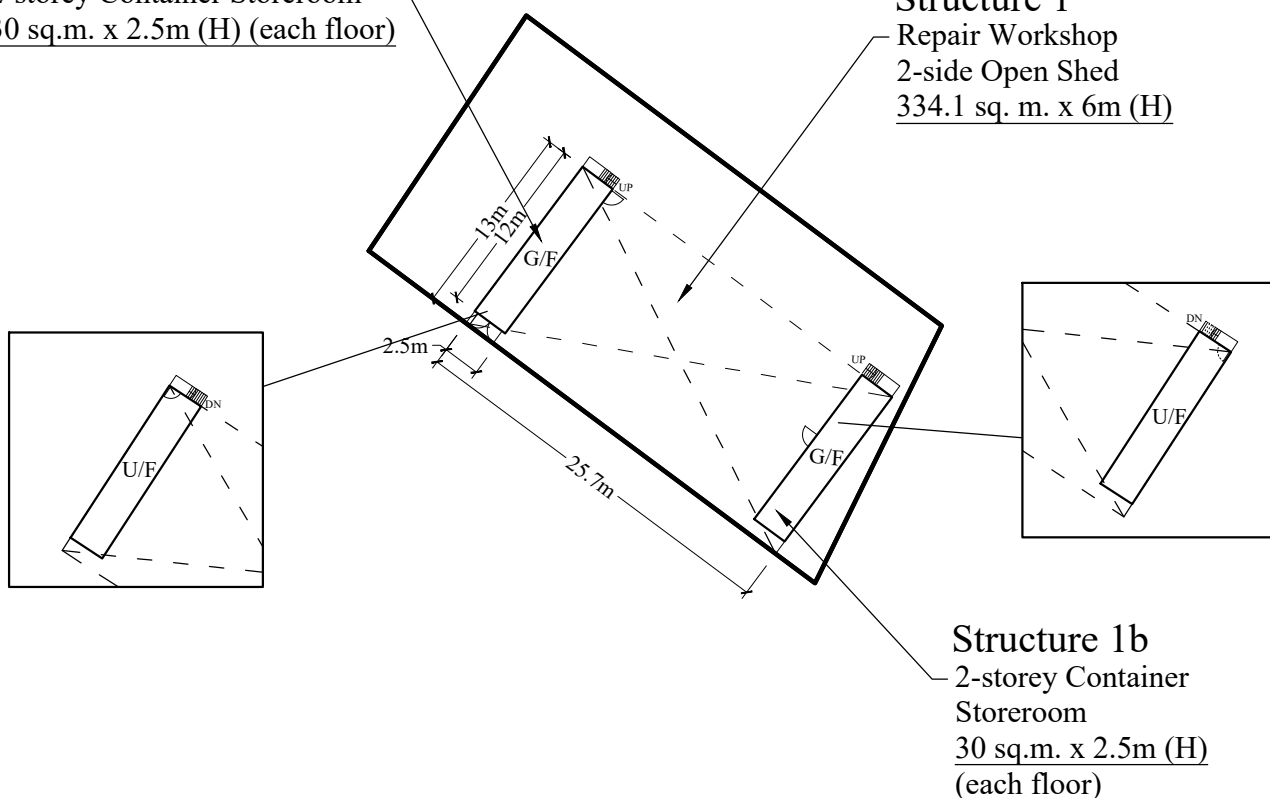 2-storey Container Storeroom
30 sq.m. x 2.5m (H) (each floor)
Structure 1
Repair Workshop
2-side Open Shed
334.1 sq. m. x 6m (H)
UP
13m
12m
G/F
2.5m
25.7m
UP
G/F
DN
U/F
DN
U/F
Structure 1b
2-storey Container
Storeroom
30 sq.m. x 2.5m (H)
(each floor)